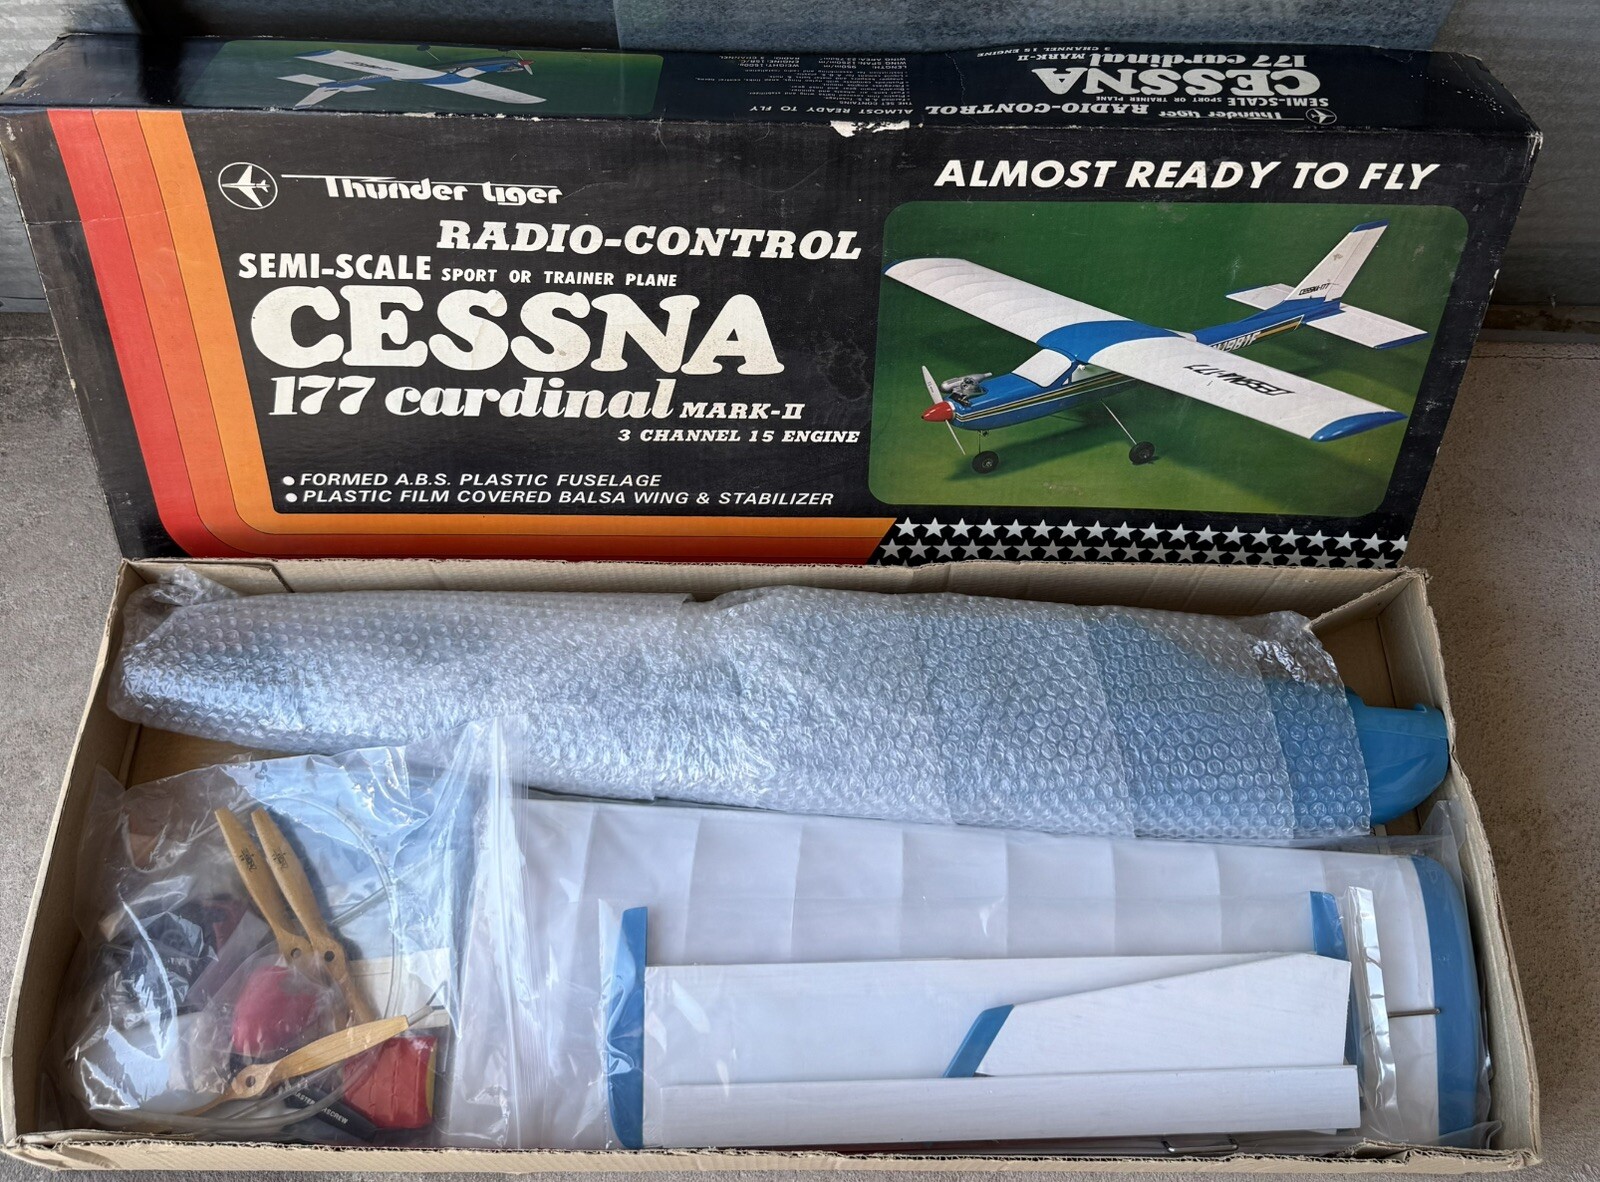 CESSNA
177 cardinal MARK-II
3 CHANNEL 15 ENGINE
SEMI-SCALE SPORT OR TRAINER PLANE
RADIO-CONTROL
Thunder tiger
ALMOST READY TO FLY
Thunder tiger
RADIO-CONTROL
SEMI-SCALE SPORT OR TRAINER PLANE
CESSNA
177 cardinal MARK-II
3 CHANNEL 15 ENGINE
● FORMED A.B.S. PLASTIC FUSELAGE
● PLASTIC FILM COVERED BALSA WING & STABILIZER
ALMOST READY TO FLY
CESSNA-177
CESSNA-177